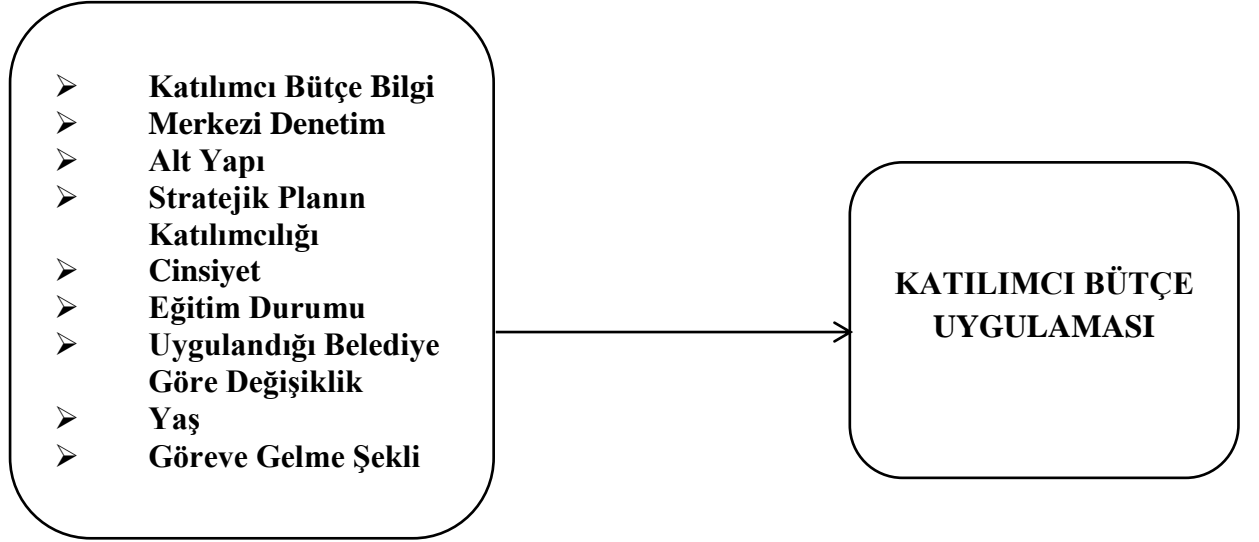 ➢ Katılımcı Bütçe Bilgi
➢ Merkezi Denetim
➢ Alt Yapı
➢ Stratejik Planın
Katılımcılığı
➢ Cinsiyet
➢ Eğitim Durumu
➢ Uygulandığı Belediye
Göre Değişiklik
➢ Yaş
➢ Göreve Gelme Şekli
KATILIMCI BÜTÇE
UYGULAMASI